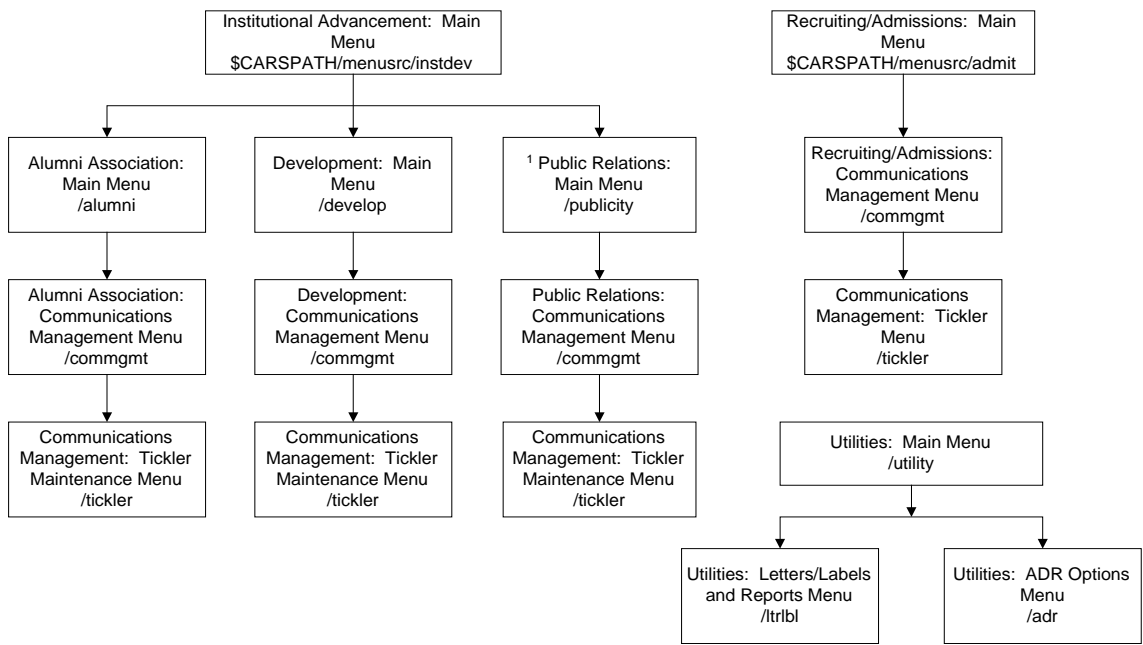 Institutional Advancement:  Main
Menu
$CARSPATH/menusrc/instdev
Recruiting/Admissions:  Main
Menu
$CARSPATH/menusrc/admit
Alumni Association:
Main Menu
/alumni
Development:  Main
Menu
/develop
¹ Public Relations:
Main Menu
/publicity
Recruiting/Admissions:
Communications
Management Menu
/commgmt
Alumni Association:
Communications
Management Menu
/commgmt
Development:
Communications
Management Menu
/commgmt
Public Relations:
Communications
Management Menu
/commgmt
Communications
Management:  Tickler
Menu
/tickler
Communications
Management:  Tickler
Maintenance Menu
/tickler
Communications
Management:  Tickler
Maintenance Menu
/tickler
Communications
Management:  Tickler
Maintenance Menu
/tickler
Utilities:  Main Menu
/utility
Utilities:  Letters/Labels
and Reports Menu
/ltrlbl
Utilities:  ADR Options
Menu
/adr